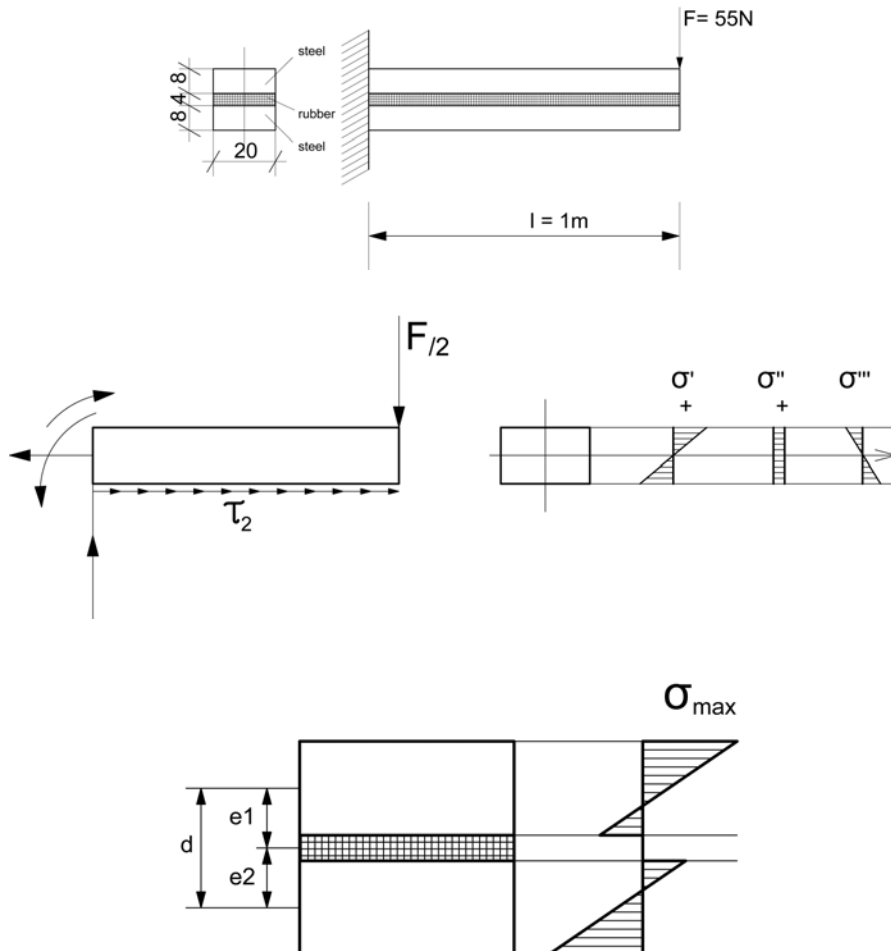 F= 55N
steel
8
4
8
rubber
steel
20
l = 1m
F/2
τ2
σ' σ'' σ'''
+ +
σmax
e1
d
e2